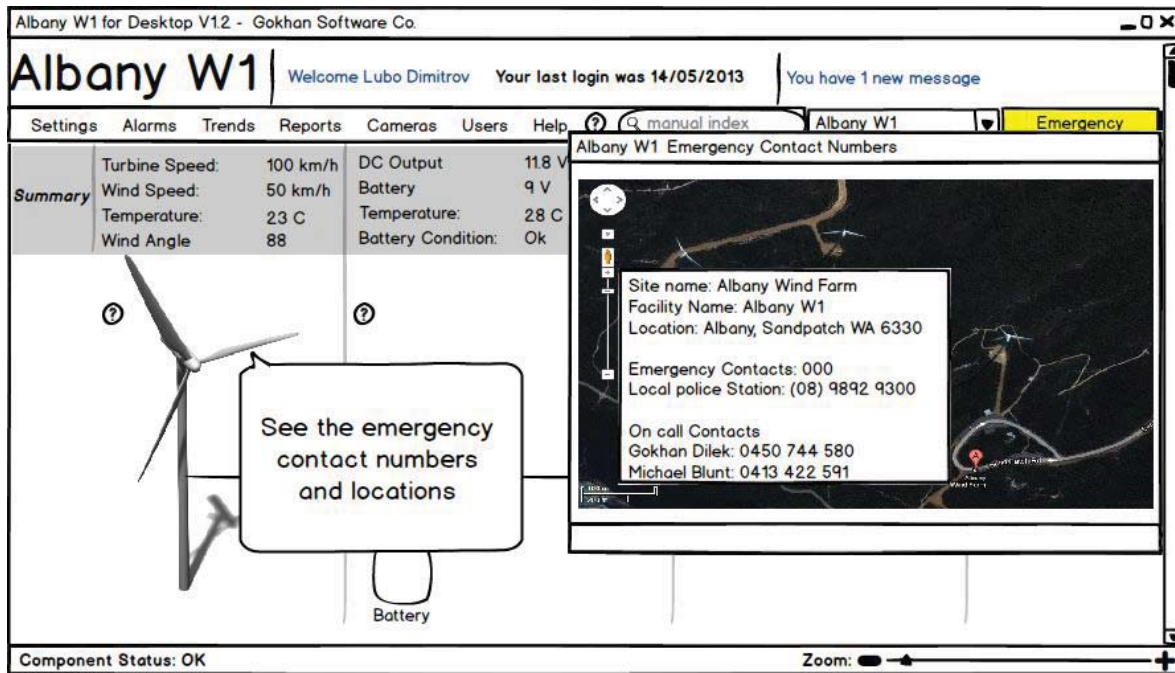 Albany W1 for Desktop V1.2 - Gokhan Software Co.
Albany W1
Welcome Lubo Dimitrov
Your last login was 14/05/2013
You have 1 new message
Settings Alarms Trends Reports Cameras Users Help ? manual index Albany W1 Emergency
Summary
Turbine Speed: 100 km/h
Wind Speed: 50 km/h
Temperature: 23 C
Wind Angle 88
DC Output 11.8 V
Battery 9 V
Temperature: 28 C
Battery Condition: Ok
?
?
See the emergency
contact numbers
and locations
Battery
Albany W1 Emergency Contact Numbers
Site name: Albany Wind Farm
Facility Name: Albany W1
Location: Albany, Sandpatch WA 6330
Emergency Contacts: 000
Local police Station: (08) 9892 9300
On call Contacts
Gokhan Dilek: 0450 744 580
Michael Blunt: 0413 422 591
A
Albany
Wind Farm
Component Status: OK
Zoom: